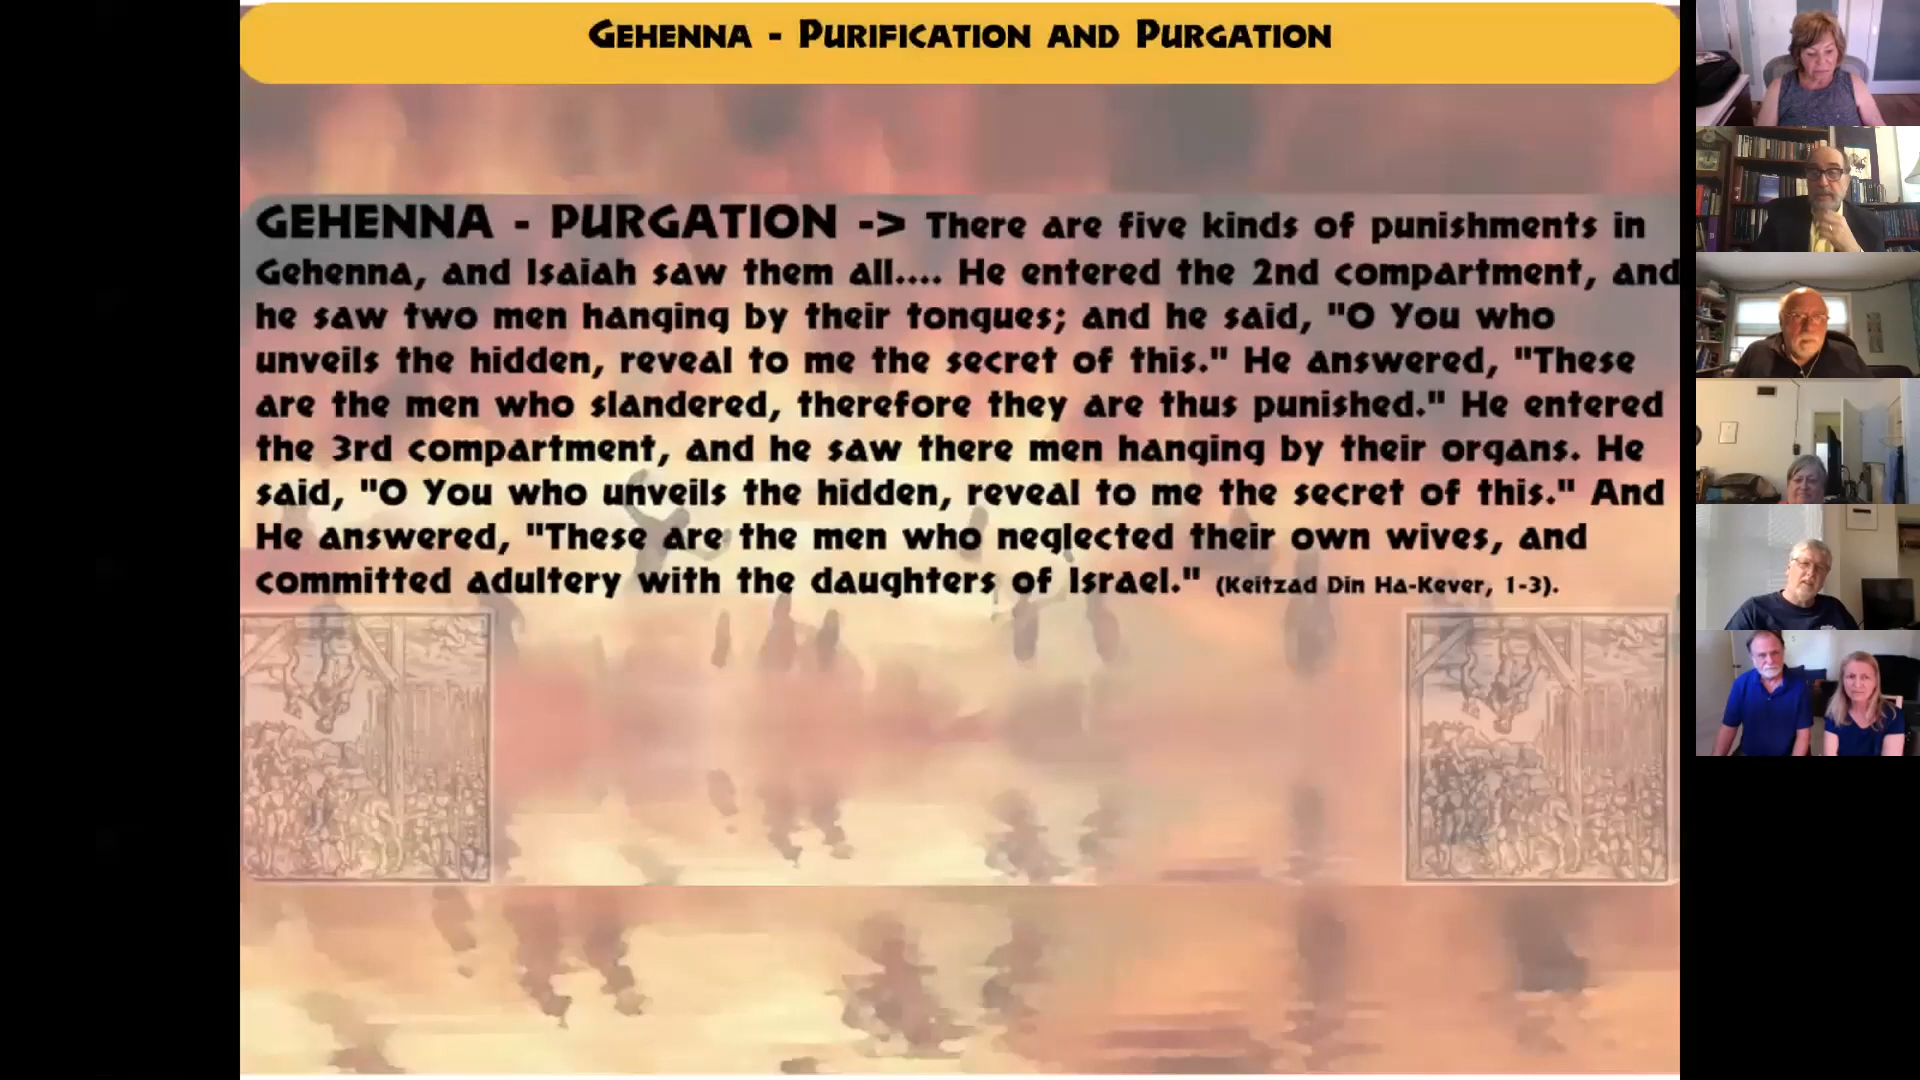 GEHENNA - PURIFICATION AND PURGATION
GEHENNA - PURGATION -> There are five kinds of punishments in
Gehenna, and Isaiah saw them all.... He entered the 2nd compartment, and
he saw two men hanging by their tongues; and he said, "O You who
unveils the hidden, reveal to me the secret of this." He answered, "These
are the men who slandered, therefore they are thus punished." He entered
the 3rd compartment, and he saw there men hanging by their organs. He
said, "O You who unveils the hidden, reveal to me the secret of this." And
He answered, "These are the men who neglected their own wives, and
committed adultery with the daughters of Israel." (Keitzad Din Ha-Kever, 1-3).